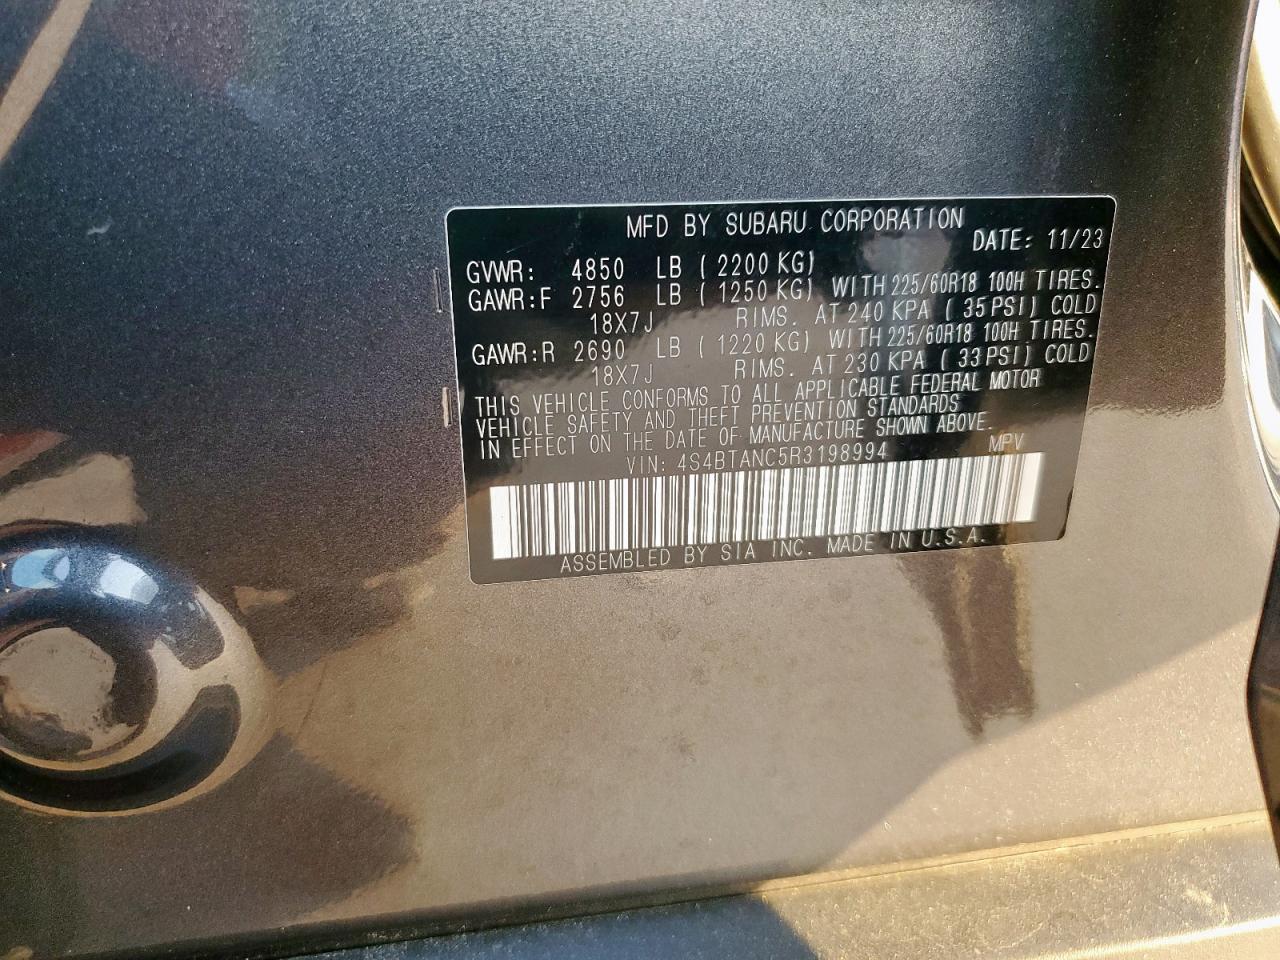 MFD BY SUBARU CORPORATION
DATE: 11/23
GVWR: 4850 LB (2200 KG)
GAWR:F 2756 LB (1250 KG) WITH 225/60R18 100H TIRES.
18X7J RIMS. AT 240 KPA (35 PSI) COLD
GAWR:R 2690 LB (1220 KG) WITH 225/60R18 100H TIRES.
18X7J RIMS. AT 230 KPA (33 PSI) COLD
THIS VEHICLE CONFORMS TO ALL APPLICABLE FEDERAL MOTOR
VEHICLE SAFETY AND THEFT PREVENTION STANDARDS
IN EFFECT ON THE DATE OF MANUFACTURE SHOWN ABOVE.
VIN: 4S4BTANC5R3198994 MPV
ASSEMBLED BY SIA INC. MADE IN U.S.A.